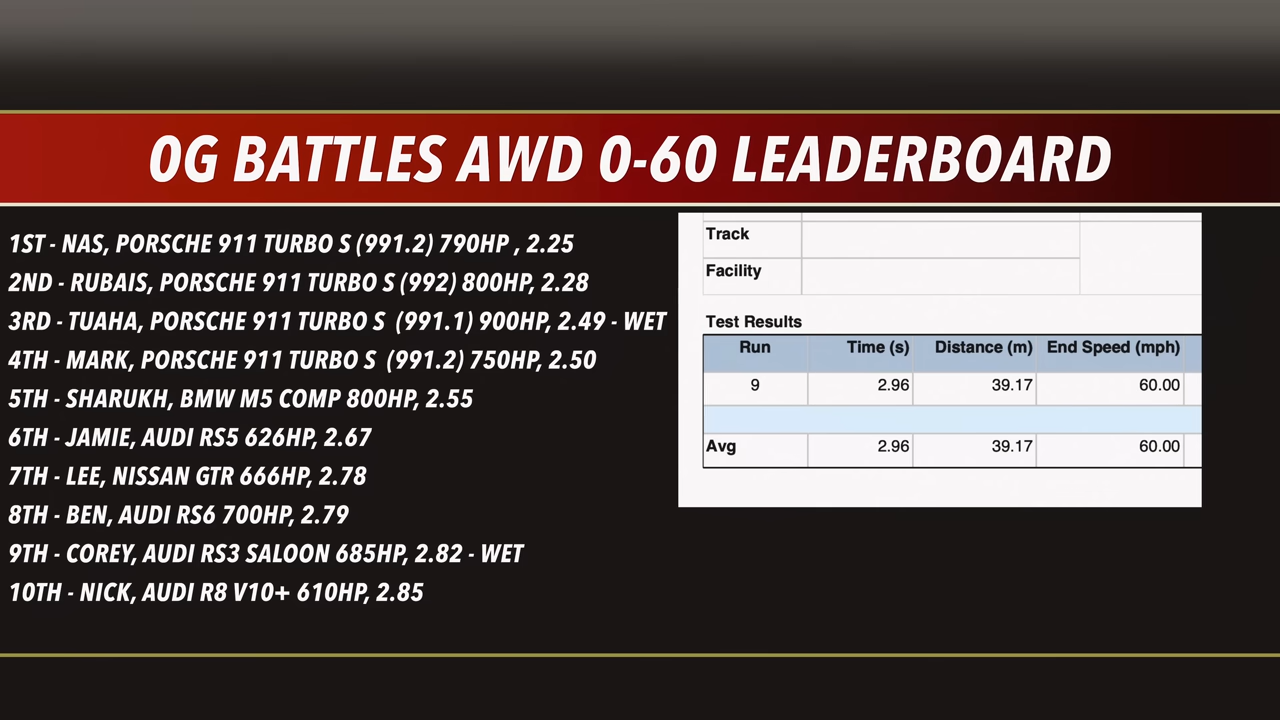 0G BATTLES AWD 0-60 LEADERBOARD
1ST - NAS, PORSCHE 911 TURBO S (991.2) 790HP , 2.25
2ND - RUBAIS, PORSCHE 911 TURBO S (992) 800HP, 2.28
3RD - TUAHA, PORSCHE 911 TURBO S (991.1) 900HP, 2.49 - WET
4TH - MARK, PORSCHE 911 TURBO S (991.2) 750HP, 2.50
5TH - SHARUKH, BMW M5 COMP 800HP, 2.55
6TH - JAMIE, AUDI RS5 626HP, 2.67
7TH - LEE, NISSAN GTR 666HP, 2.78
8TH - BEN, AUDI RS6 700HP, 2.79
9TH - COREY, AUDI RS3 SALOON 685HP, 2.82 - WET
10TH - NICK, AUDI R8 V10+ 610HP, 2.85
Track
Facility
Test Results
Run Time (s) Distance (m) End Speed (mph)
9 2.96 39.17 60.00
Avg 2.96 39.17 60.00